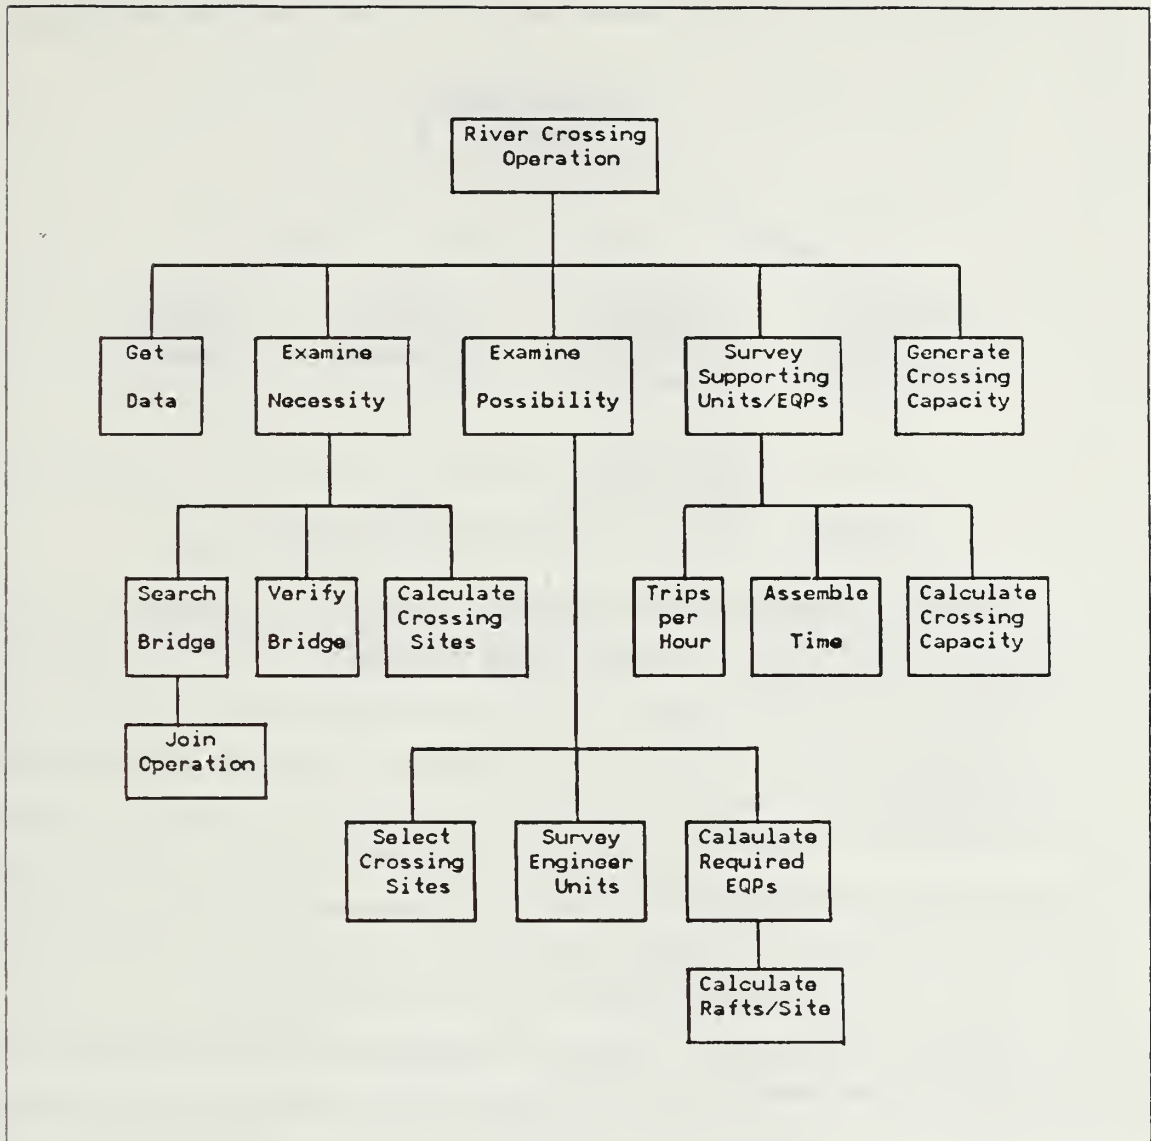 River Crossing
Operation
Get
Data
Examine
Necessity
Examine
Possibility
Survey
Supporting
Units/EQPs
Generate
Crossing
Capacity
Search
Bridge
Verify
Bridge
Calculate
Crossing
Sites
Trips
per
Hour
Assemble
Time
Calculate
Crossing
Capacity
Join
Operation
Select
Crossing
Sites
Survey
Engineer
Units
Calaulate
Required
EQPs
Calculate
Rafts/Site